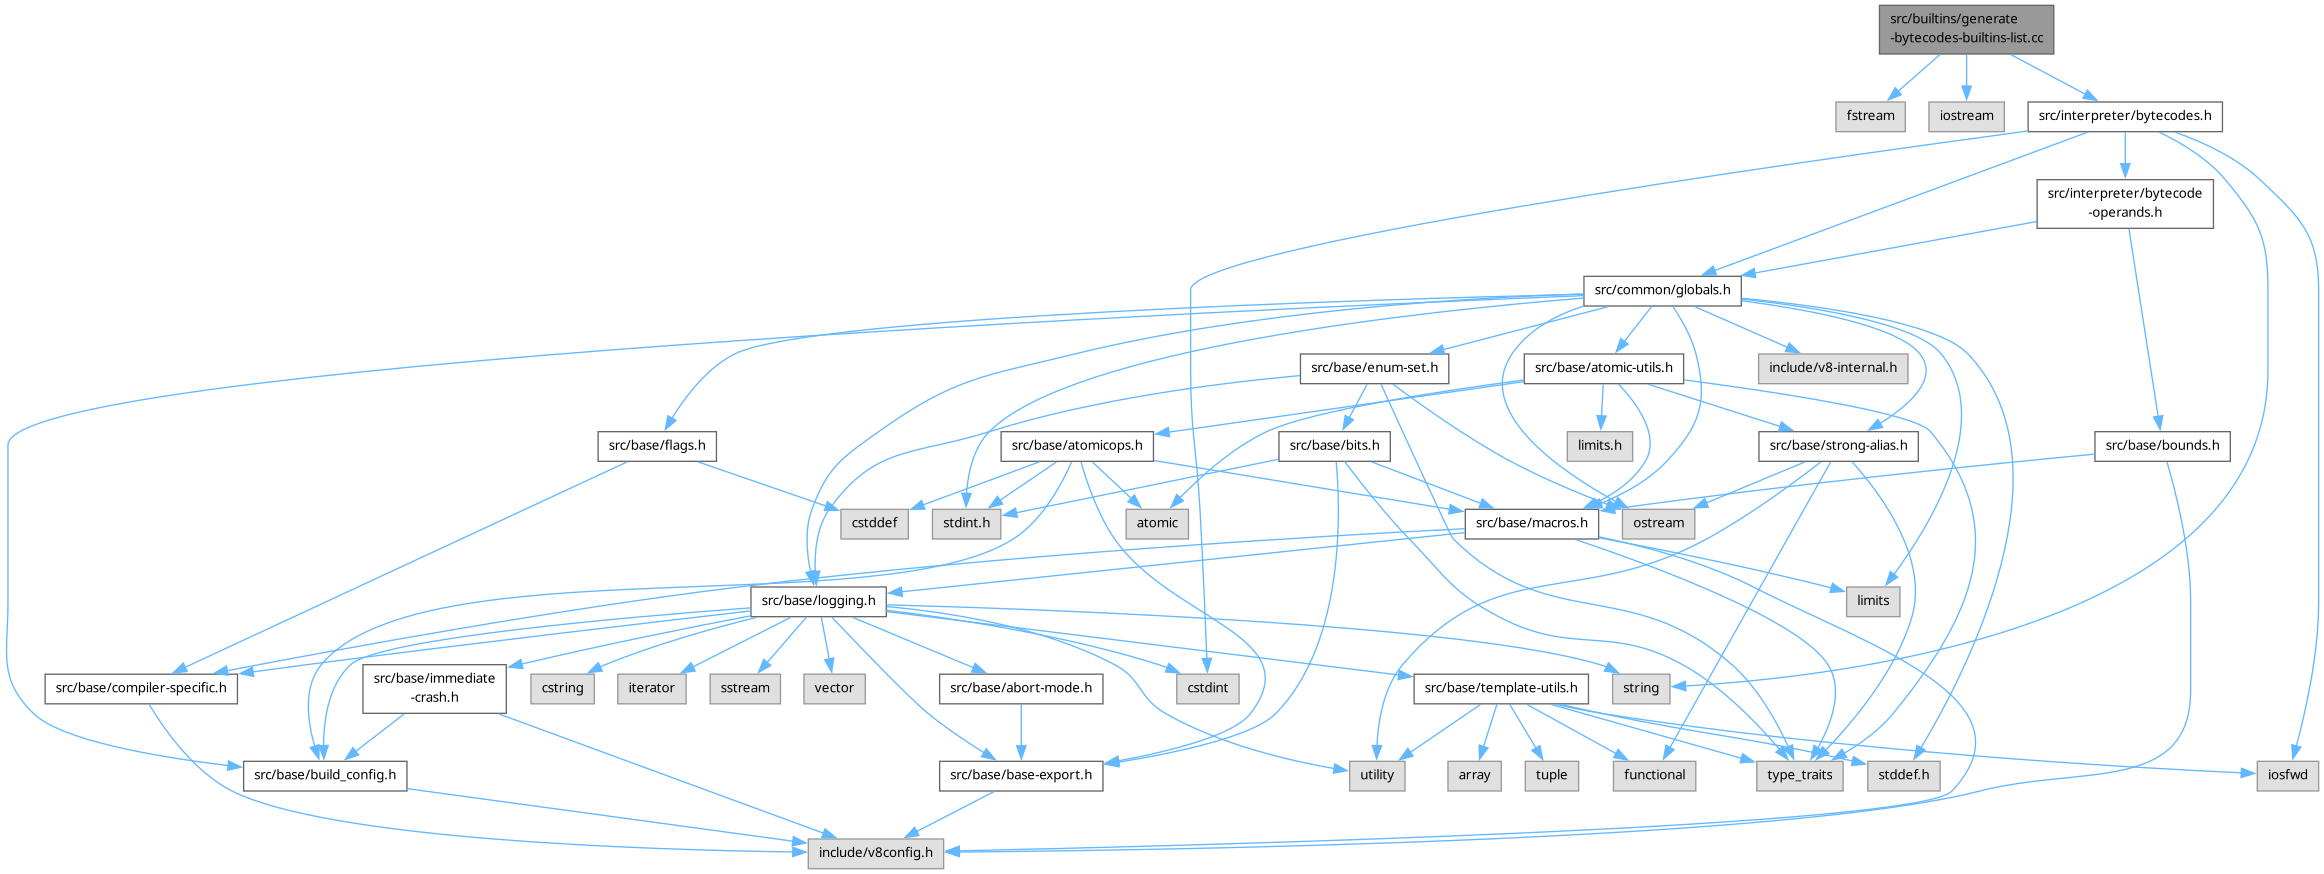 src/builtins/generate
-bytecodes-builtins-list.cc
fstream
iostream
src/interpreter/bytecodes.h
src/interpreter/bytecode
-operands.h
src/common/globals.h
src/base/enum-set.h
src/base/atomic-utils.h
include/v8-internal.h
src/base/flags.h
src/base/atomicops.h
src/base/bits.h
limits.h
src/base/strong-alias.h
src/base/bounds.h
cstddef
stdint.h
atomic
src/base/macros.h
ostream
src/base/logging.h
limits
src/base/compiler-specific.h
src/base/immediate
-crash.h
cstring
iterator
sstream
vector
src/base/abort-mode.h
cstdint
src/base/template-utils.h
string
src/base/build_config.h
src/base/base-export.h
utility
array
tuple
functional
type_traits
stddef.h
iosfwd
include/v8config.h